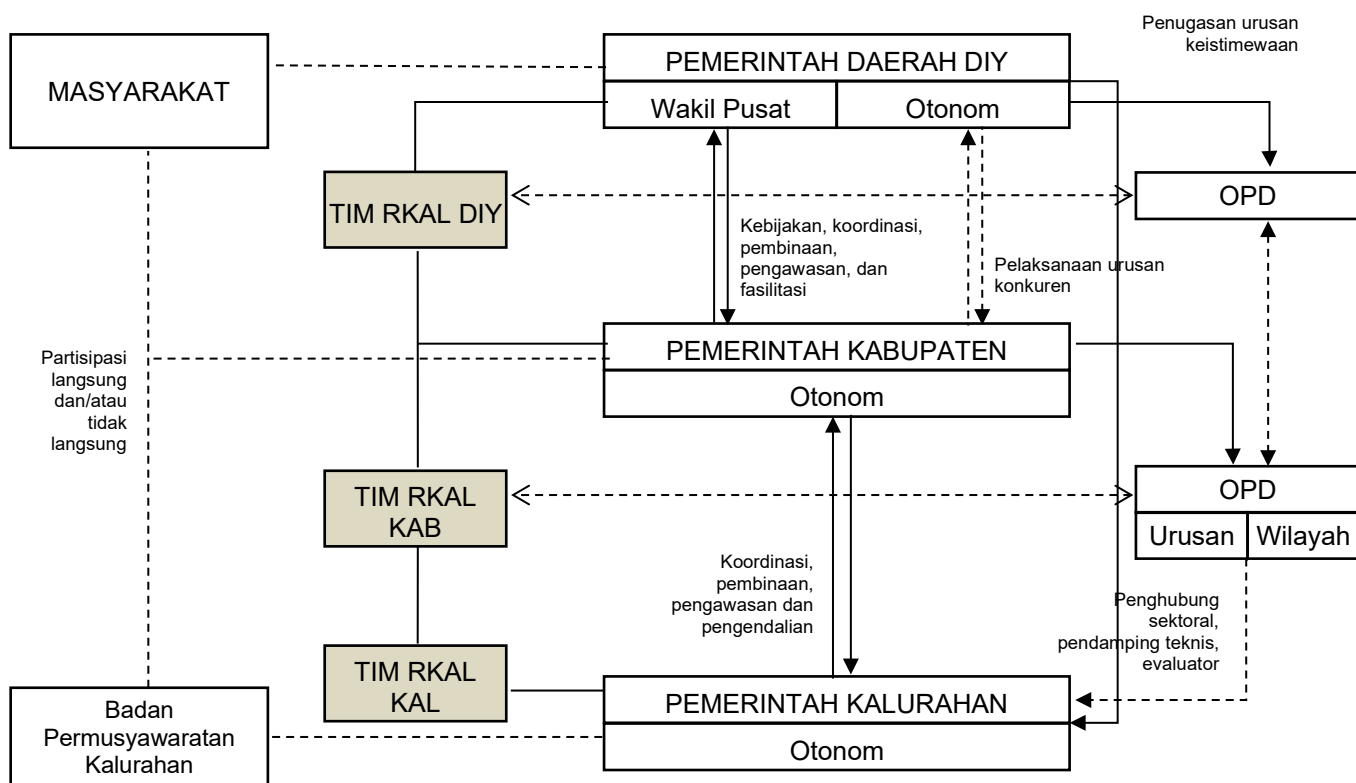 Penugasan urusan
keistimewaan
MASYARAKAT
PEMERINTAH DAERAH DIY
Wakil Pusat
Otonom
TIM RKAL DIY
OPD
Kebijakan, koordinasi,
pembinaan,
pengawasan, dan
fasilitasi
Pelaksanaan urusan
konkuren
Partisipasi
langsung
dan/atau
tidak
langsung
PEMERINTAH KABUPATEN
Otonom
TIM RKAL
KAB
OPD
Urusan
Wilayah
Koordinasi,
pembinaan,
pengawasan dan
pengendalian
Penghubung
sektoral,
pendamping teknis,
evaluator
TIM RKAL
KAL
Badan
Permusyawaratan
Kalurahan
PEMERINTAH KALURAHAN
Otonom